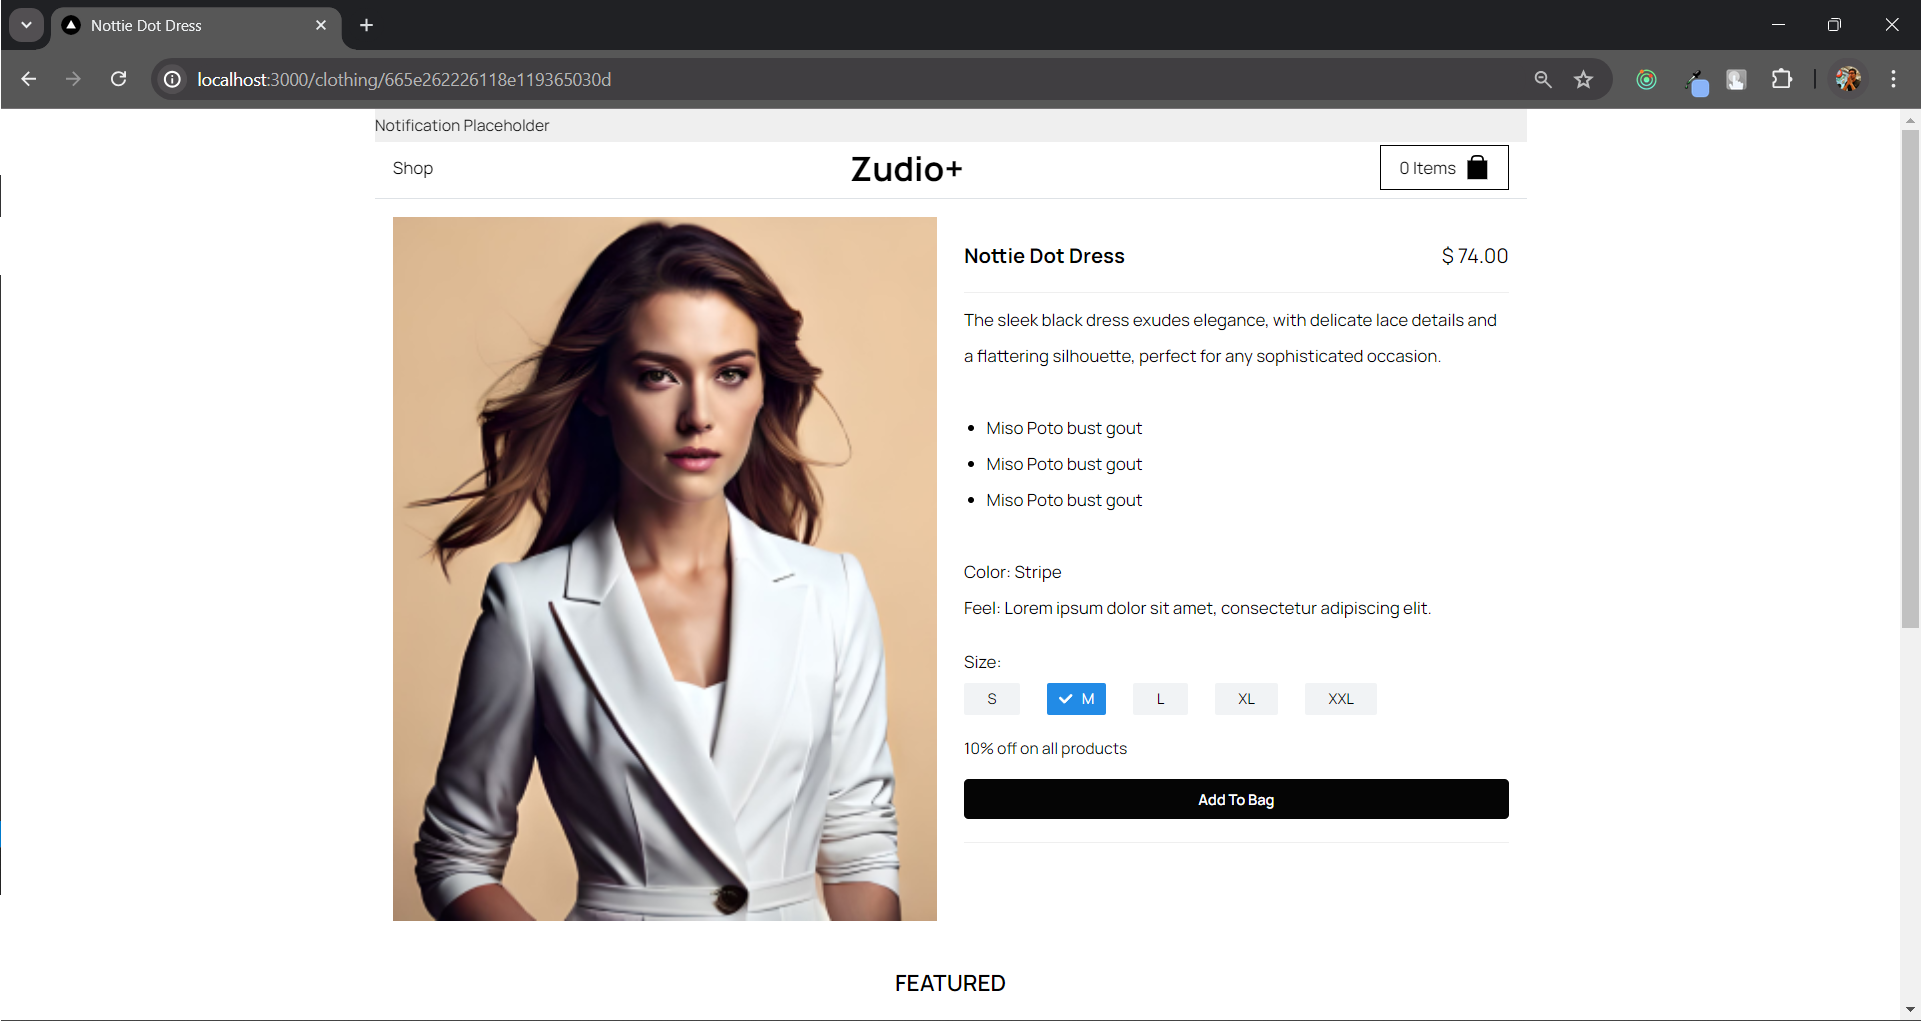 Nottie Dot Dress
localhost:3000/clothing/665e262226118e119365030d
Notification Placeholder
Shop
Zudio+
0 Items
Nottie Dot Dress
$ 74.00
The sleek black dress exudes elegance, with delicate lace details and
a flattering silhouette, perfect for any sophisticated occasion.
Miso Poto bust gout
Miso Poto bust gout
Miso Poto bust gout
Color: Stripe
Feel: Lorem ipsum dolor sit amet, consectetur adipiscing elit.
Size:
S
M
L
XL
XXL
10% off on all products
Add To Bag
FEATURED